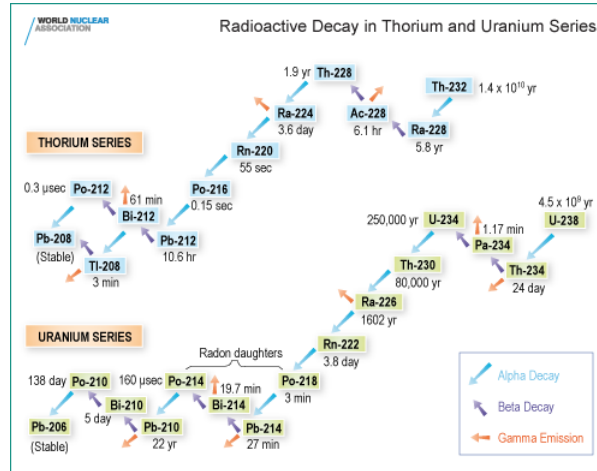 WORLD NUCLEAR
ASSOCIATION
Radioactive Decay in Thorium and Uranium Series
1.9 yr Th-228
Th-232 1.4 x 10¹⁰ yr
Ra-224
3.6 day
Ac-228
6.1 hr
Ra-228
5.8 yr
THORIUM SERIES
Rn-220
55 sec
0.3 µsec Po-212
61 min
Bi-212
Po-216
0.15 sec
Pb-208
(Stable)
Pb-212
10.6 hr
Tl-208
3 min
4.5 x 10⁹ yr
U-238
250,000 yr U-234
1.17 min
Pa-234
Th-234
24 day
Th-230
80,000 yr
Ra-226
1602 yr
URANIUM SERIES
Rn-222
3.8 day
Radon daughters
138 day Po-210
160 µsec Po-214
19.7 min
Po-218
3 min
Bi-210
5 day
Bi-214
Pb-206
(Stable)
Pb-210
22 yr
Pb-214
27 min
Alpha Decay
Beta Decay
Gamma Emission